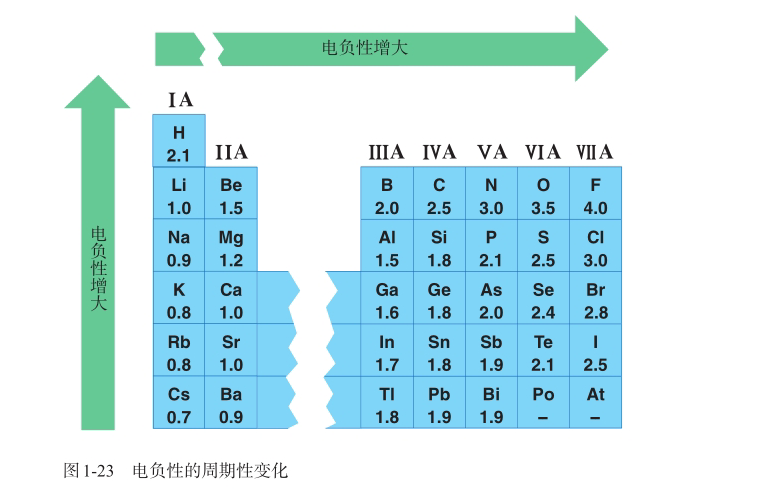 电负性增大
电负性增大
IA
H
2.1
IIA IIIA IVA VA VIA VIIA
Li Be B C N O F
1.0 1.5 2.0 2.5 3.0 3.5 4.0
Na Mg Al Si P S Cl
0.9 1.2 1.5 1.8 2.1 2.5 3.0
K Ca Ga Ge As Se Br
0.8 1.0 1.6 1.8 2.0 2.4 2.8
Rb Sr In Sn Sb Te I
0.8 1.0 1.7 1.8 1.9 2.1 2.5
Cs Ba Tl Pb Bi Po At
0.7 0.9 1.8 1.9 1.9 – –
图1-23 电负性的周期性变化